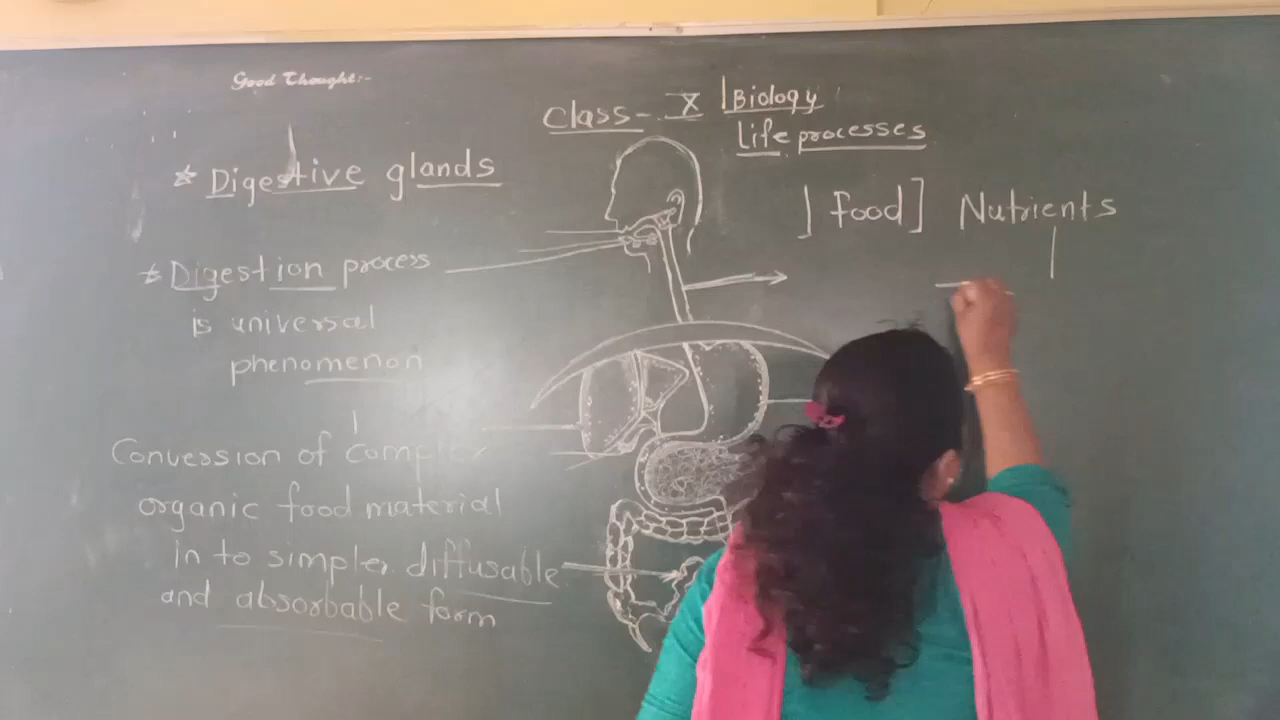 Good Thought:-
Class - X | Biology
Life processes
* Digestive glands
] food ] Nutrients
* Digestion process
is universal
phenomenon
Convession of complex
organic food material
in to simpler diffusable
and absorbable form